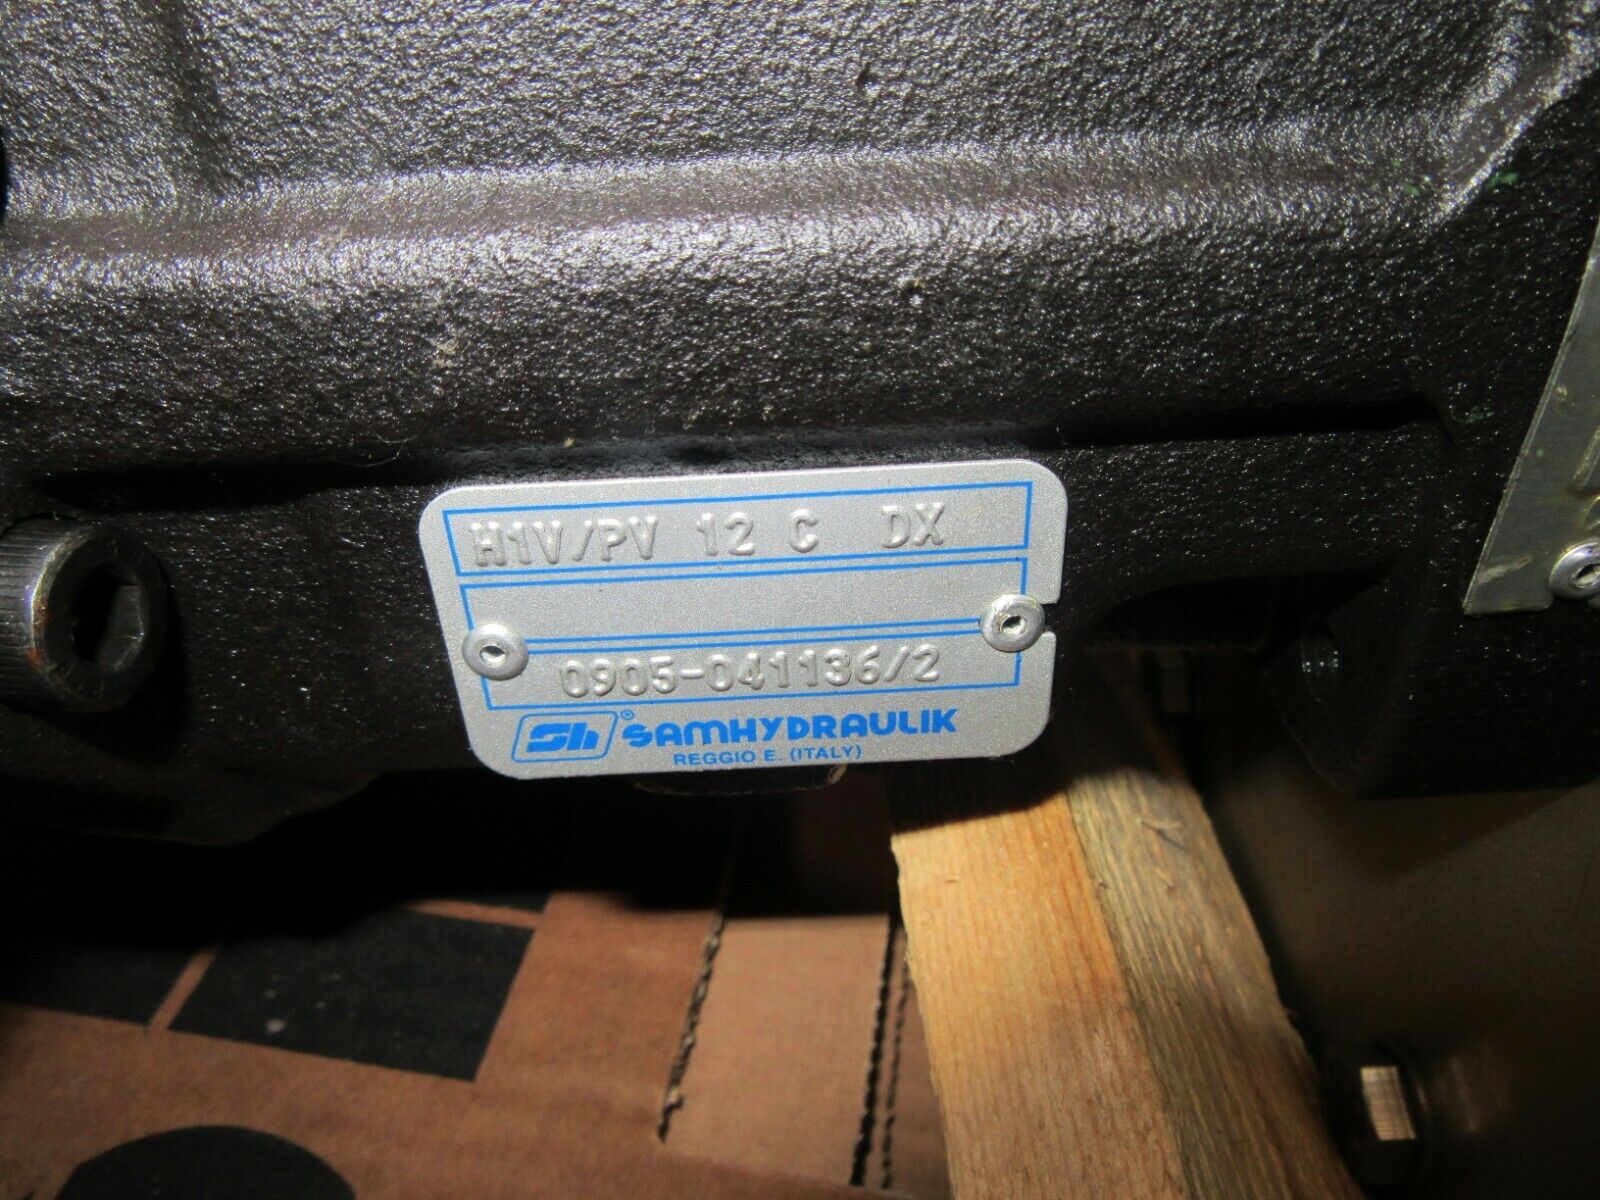 H1V/PV 12 C DX
0905-041136/2
Sh® SAMHYDRAULIK
REGGIO E. (ITALY)